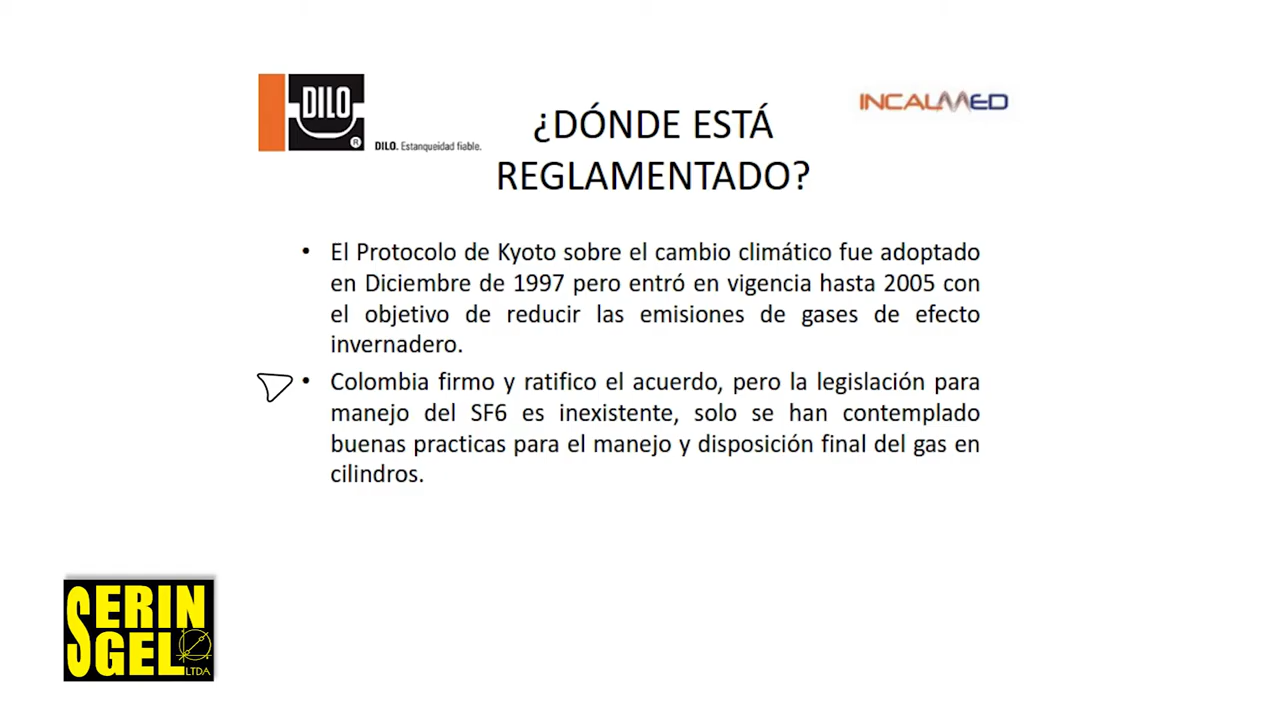 DILO
®
DILO. Estanqueidad fiable.
INCALMED
¿DÓNDE ESTÁ
REGLAMENTADO?
• El Protocolo de Kyoto sobre el cambio climático fue adoptado
en Diciembre de 1997 pero entró en vigencia hasta 2005 con
el objetivo de reducir las emisiones de gases de efecto
invernadero.
• Colombia firmo y ratifico el acuerdo, pero la legislación para
manejo del SF6 es inexistente, solo se han contemplado
buenas practicas para el manejo y disposición final del gas en
cilindros.
SERIN
GEL
LTDA